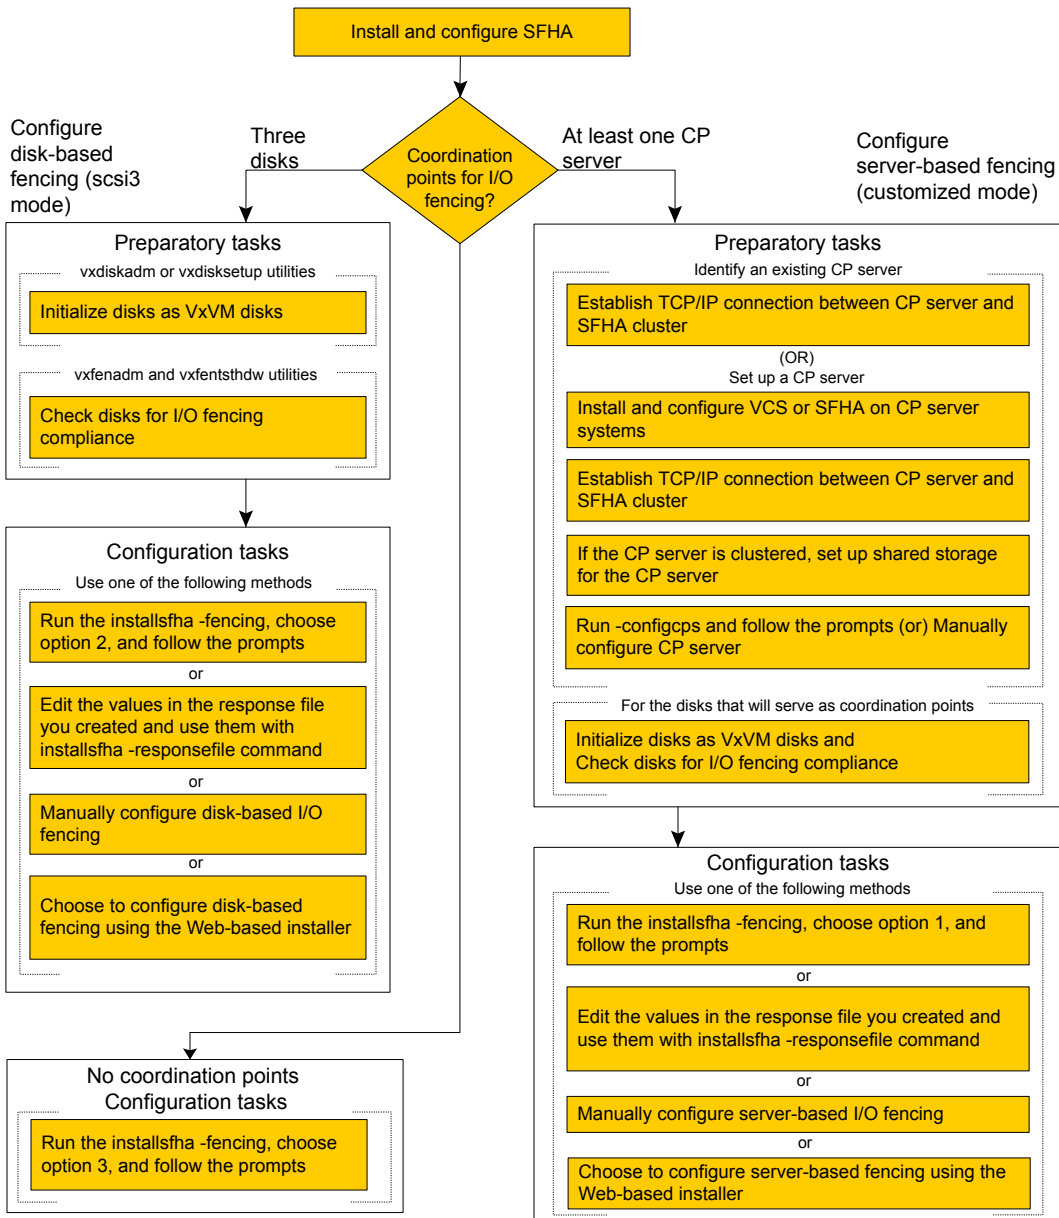 Install and configure SFHA
Coordination
points for I/O
fencing?
Three
disks
At least one CP
server
Configure
disk-based
fencing (scsi3
mode)
Preparatory tasks
vxdiskadm or vxdisksetup utilities
Initialize disks as VxVM disks
vxfenadm and vxfentsthdw utilities
Check disks for I/O fencing
compliance
Configuration tasks
Use one of the following methods
Run the installsfha -fencing, choose
option 2, and follow the prompts
or
Edit the values in the response file
you created and use them with
installsfha -responsefile command
or
Manually configure disk-based I/O
fencing
or
Choose to configure disk-based
fencing using the Web-based installer
No coordination points
Configuration tasks
Run the installsfha -fencing, choose
option 3, and follow the prompts
Configure
server-based fencing
(customized mode)
Preparatory tasks
Identify an existing CP server
Establish TCP/IP connection between CP server and
SFHA cluster
(OR)
Set up a CP server
Install and configure VCS or SFHA on CP server
systems
Establish TCP/IP connection between CP server and
SFHA cluster
If the CP server is clustered, set up shared storage
for the CP server
Run -configcps and follow the prompts (or) Manually
configure CP server
For the disks that will serve as coordination points
Initialize disks as VxVM disks and
Check disks for I/O fencing compliance
Configuration tasks
Use one of the following methods
Run the installsfha -fencing, choose option 1, and
follow the prompts
or
Edit the values in the response file you created and
use them with installsfha -responsefile command
or
Manually configure server-based I/O fencing
or
Choose to configure server-based fencing using the
Web-based installer